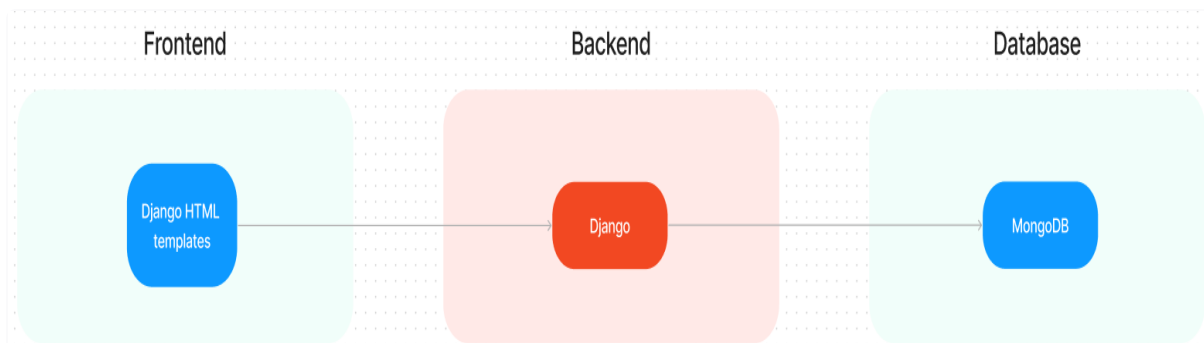 Frontend
Backend
Database
Django HTML
templates
Django
MongoDB